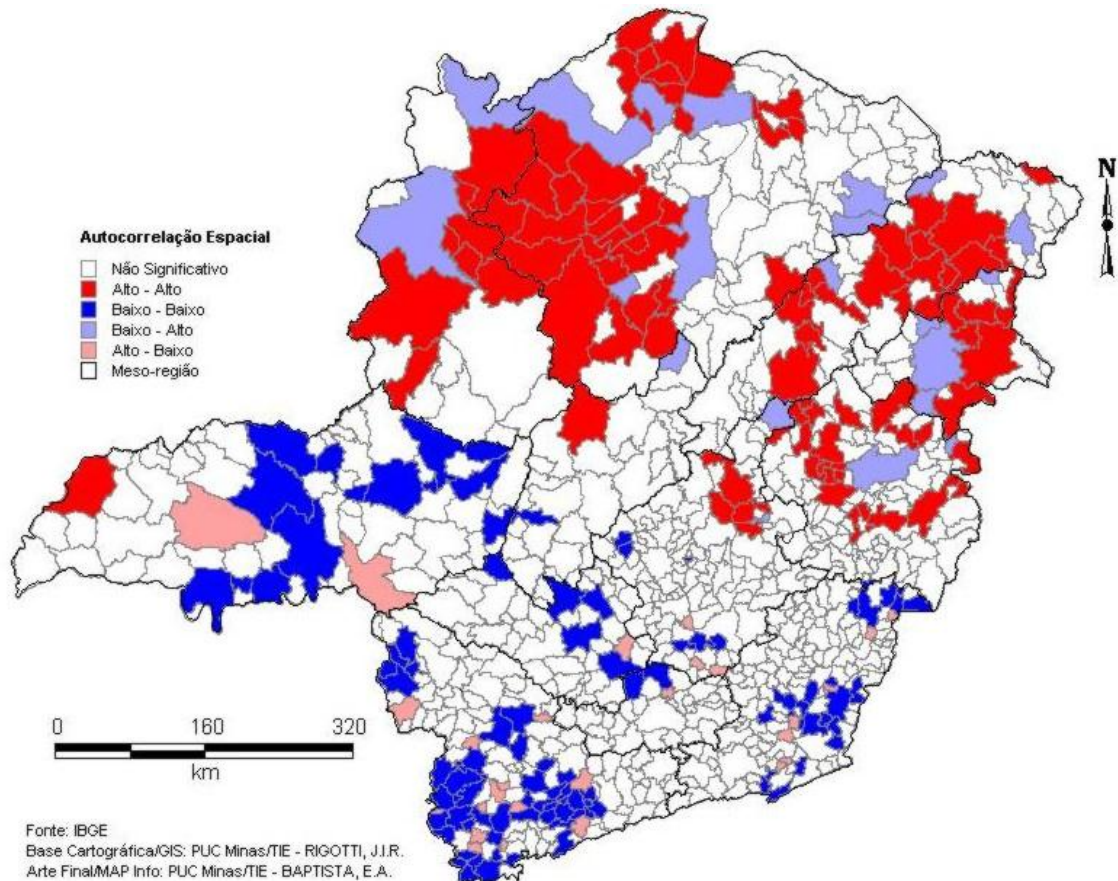 N
Autocorrelação Espacial
Não Significativo
Alto - Alto
Baixo - Baixo
Baixo - Alto
Alto - Baixo
Meso-região
0 160 320
km
Fonte: IBGE
Base Cartográfica/GIS: PUC Minas/TIE - RIGOTTI, J.I.R.
Arte Final/MAP Info: PUC Minas/TIE - BAPTISTA, E.A.